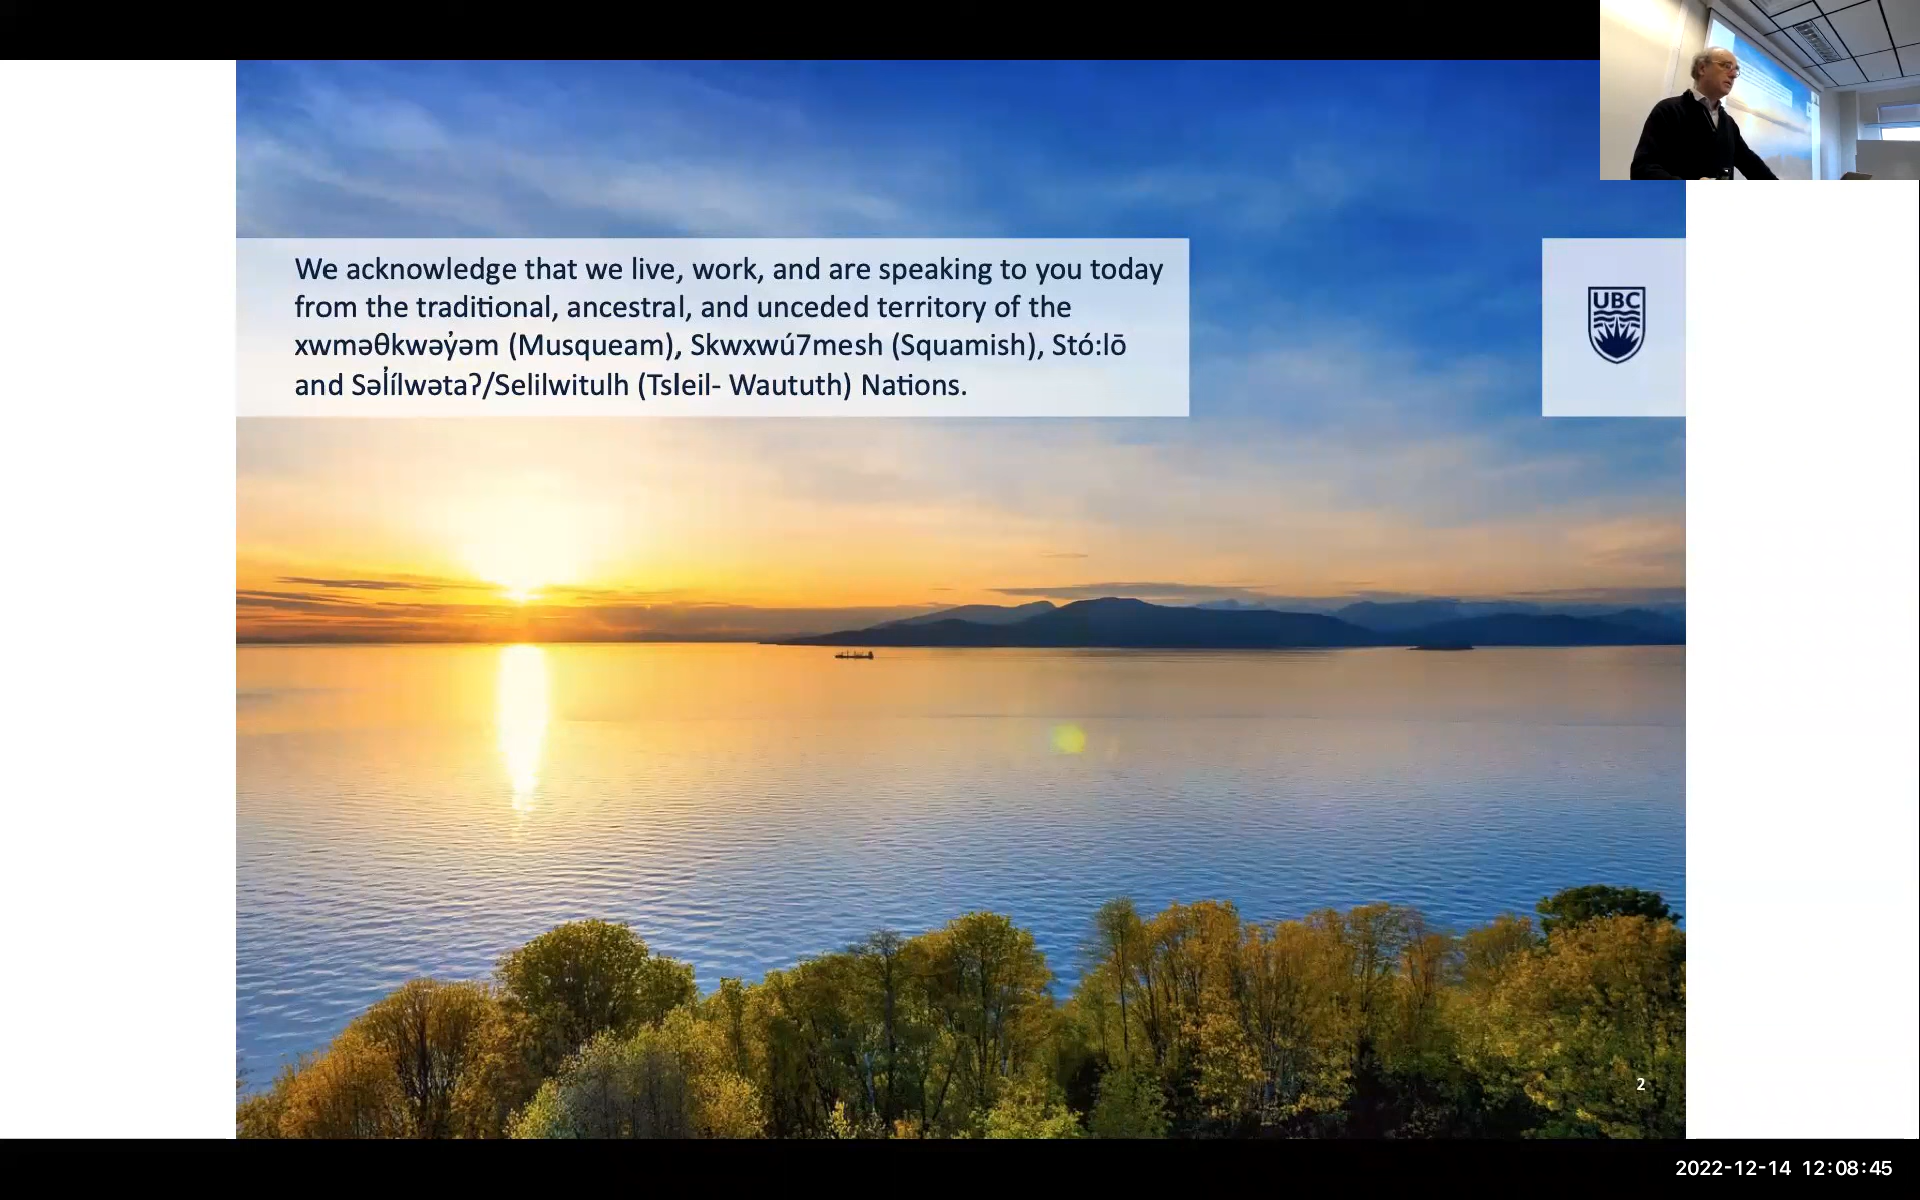 We acknowledge that we live, work, and are speaking to you today
from the traditional, ancestral, and unceded territory of the
xwməθkwəy̓əm (Musqueam), Skwxwú7mesh (Squamish), Stó:lō
and Səl̓ílwətaʔ/Selilwitulh (Tsleil- Waututh) Nations.
UBC
2
2022-12-14 12:08:45